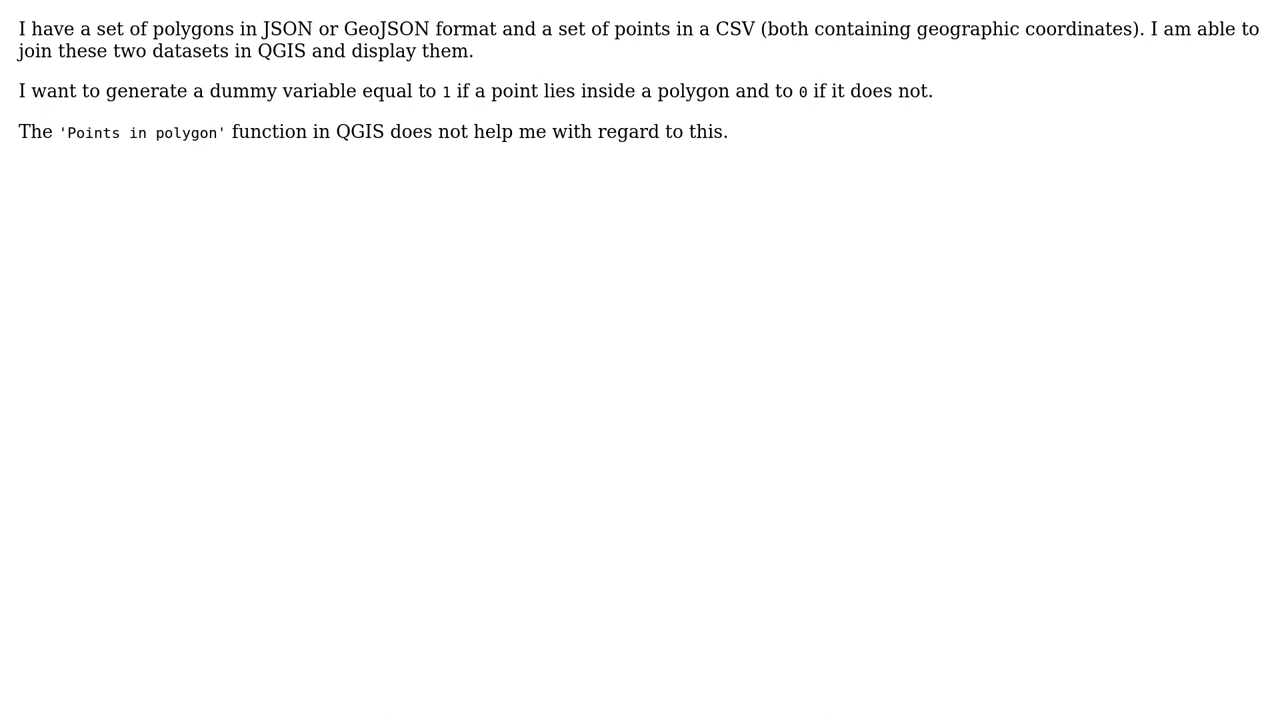 I have a set of polygons in JSON or GeoJSON format and a set of points in a CSV (both containing geographic coordinates). I am able to
join these two datasets in QGIS and display them.
I want to generate a dummy variable equal to 1 if a point lies inside a polygon and to 0 if it does not.
The 'Points in polygon' function in QGIS does not help me with regard to this.